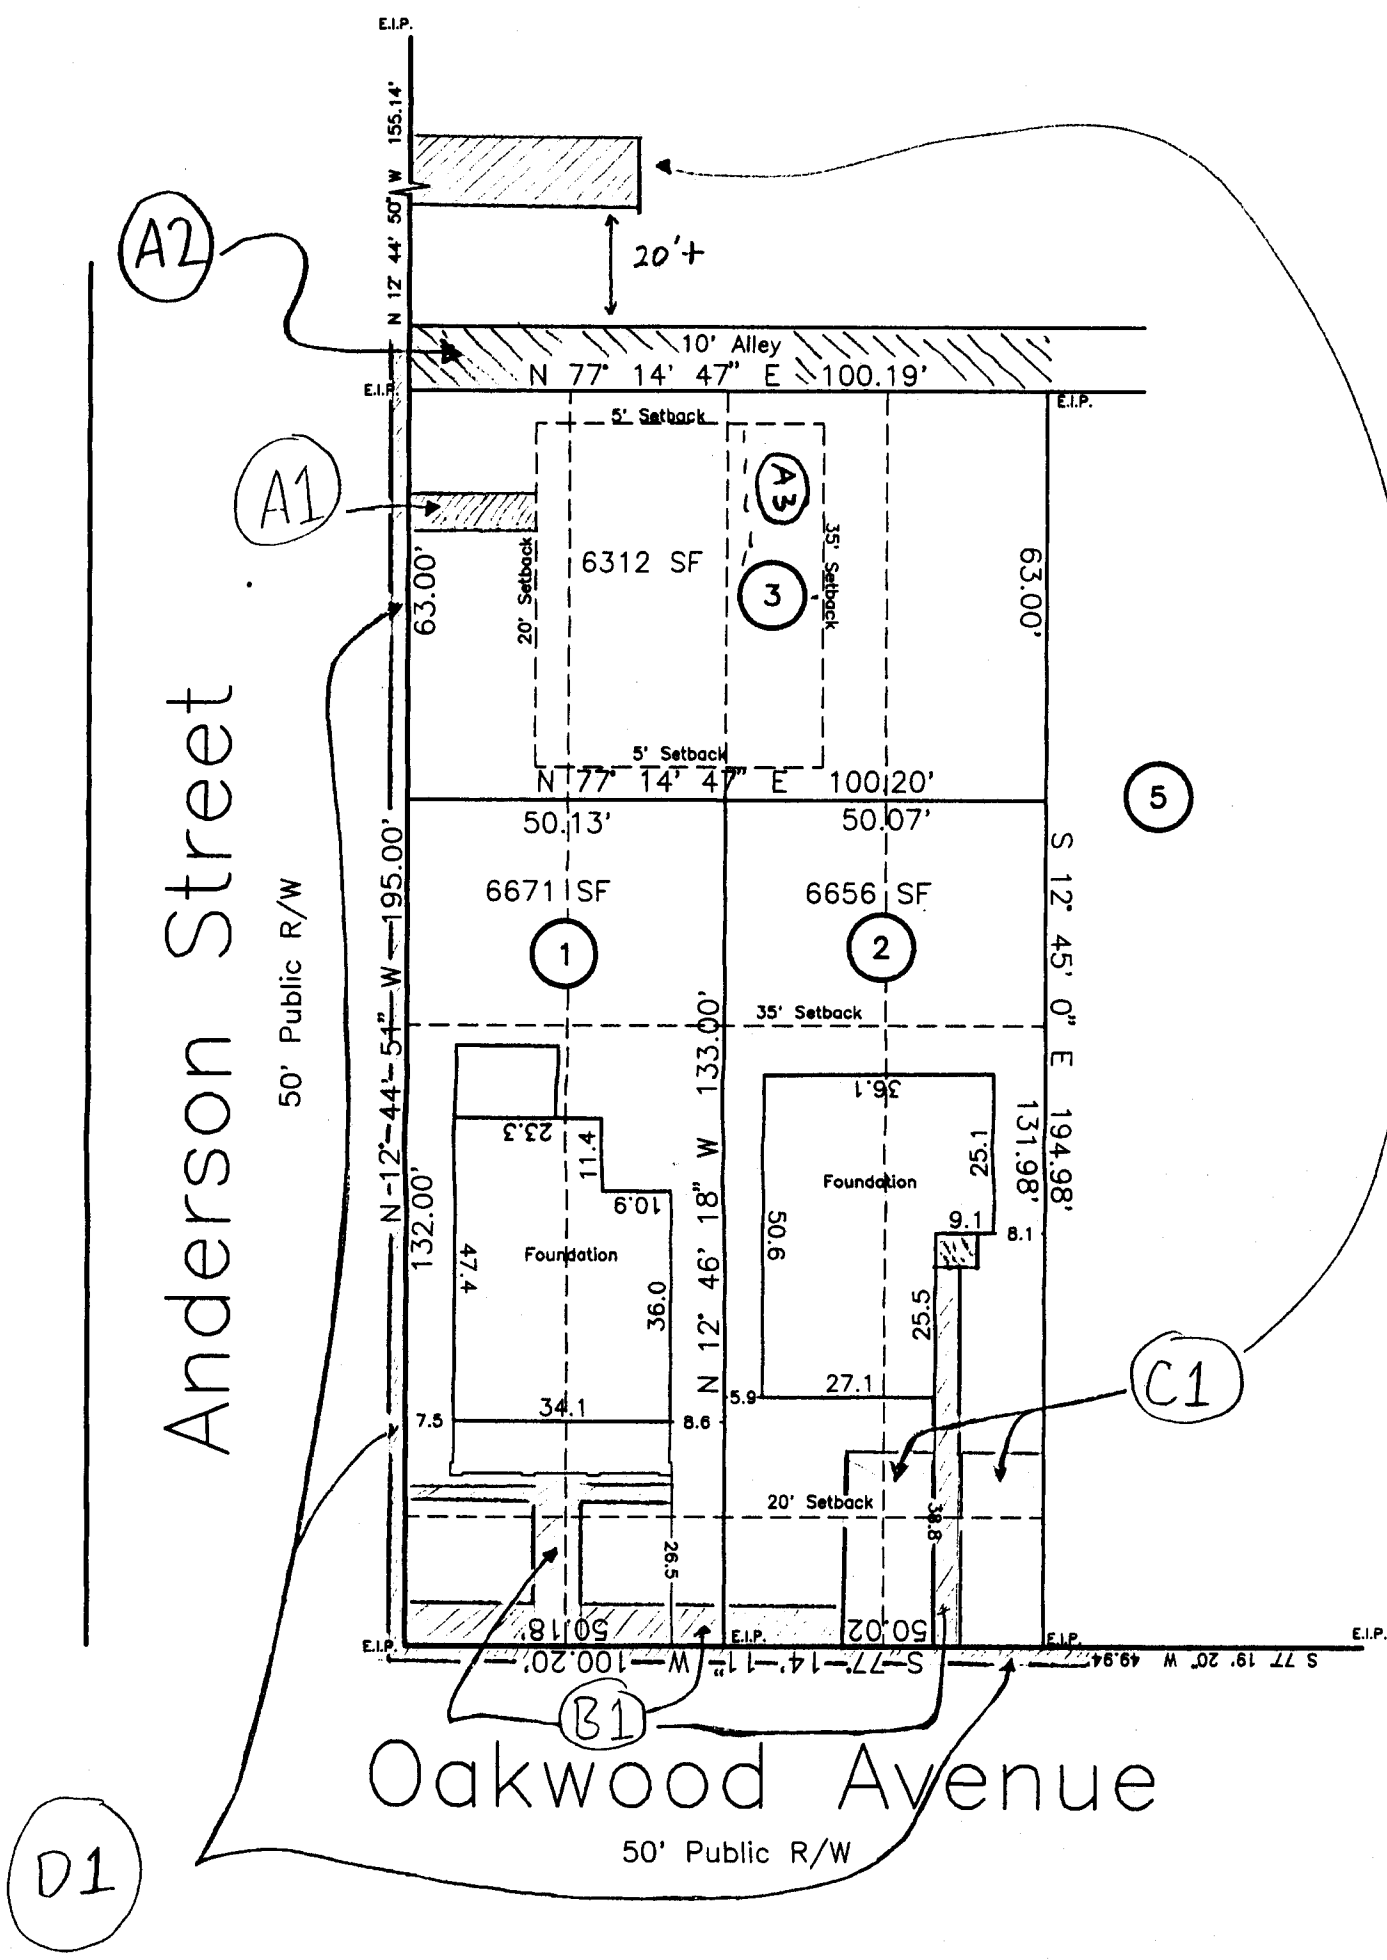 E.I.P.
N 12° 44' 50" W 155.14'
A2
20'+
10' Alley
N 77° 14' 47" E 100.19'
E.I.P.
E.I.P.
5' Setback
A1
A3
63.00'
20' Setback
6312 SF
35' Setback
3
63.00'
5' Setback
N 77° 14' 47" E 100.20'
50.13'
50.07'
5
Anderson Street
50' Public R/W
N 12° 44' 51" W 195.00'
6671 SF
6656 SF
1
2
S 12° 45' 0" E 194.98'
35' Setback
N 12° 46' 18" W 133.00'
132.00'
131.98'
23.3
11.4
10.9
47.4
Foundation
36.0
34.1
7.5
8.6
36.1
25.1
Foundation
50.6
9.1
8.1
25.5
27.1
5.9
C1
20' Setback
38.8
26.5
50.18'
50.02
E.I.P.
E.I.P.
E.I.P.
E.I.P.
S 77° 14' 11" W 100.20'
S 77 19' 20" W 49.94
B1
Oakwood Avenue
50' Public R/W
D1